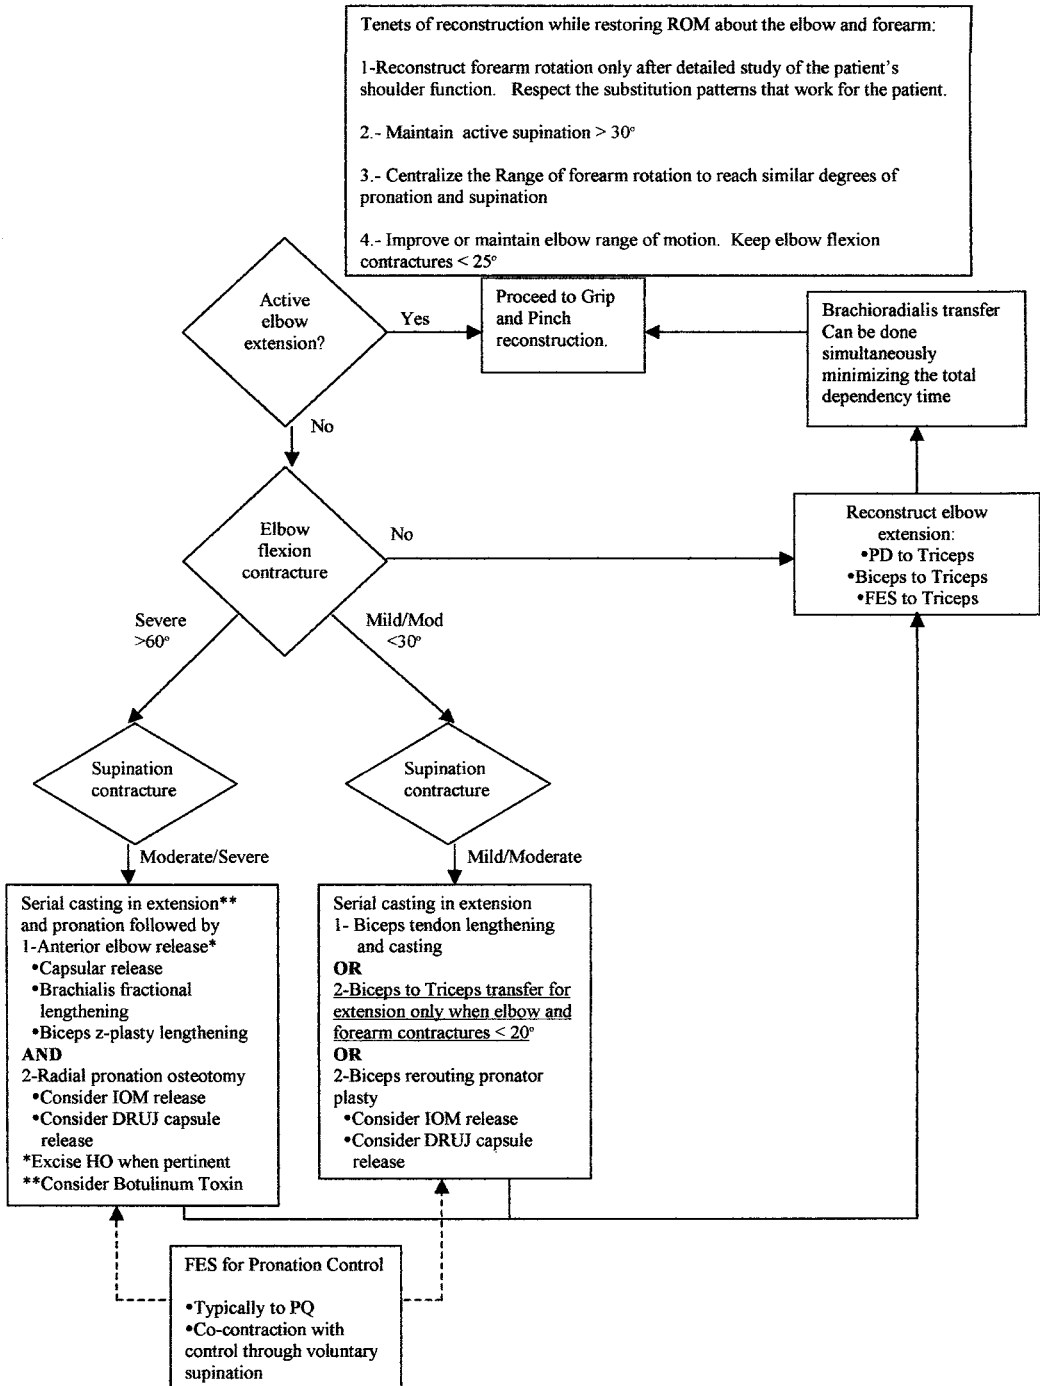 Tenets of reconstruction while restoring ROM about the elbow and forearm:
1-Reconstruct forearm rotation only after detailed study of the patient's
shoulder function. Respect the substitution patterns that work for the patient.
2.- Maintain active supination > 30°
3.- Centralize the Range of forearm rotation to reach similar degrees of
pronation and supination
4.- Improve or maintain elbow range of motion. Keep elbow flexion
contractures < 25°
Active
elbow
extension?
Yes
Proceed to Grip
and Pinch
reconstruction.
Brachioradialis transfer
Can be done
simultaneously
minimizing the total
dependency time
No
Elbow
flexion
contracture
No
Reconstruct elbow
extension:
•PD to Triceps
•Biceps to Triceps
•FES to Triceps
Severe
>60°
Mild/Mod
<30°
Supination
contracture
Supination
contracture
Moderate/Severe
Mild/Moderate
Serial casting in extension**
and pronation followed by
1-Anterior elbow release*
•Capsular release
•Brachialis fractional
lengthening
•Biceps z-plasty lengthening
AND
2-Radial pronation osteotomy
•Consider IOM release
•Consider DRUJ capsule
release
*Excise HO when pertinent
**Consider Botulinum Toxin
Serial casting in extension
1- Biceps tendon lengthening
and casting
OR
2-Biceps to Triceps transfer for
extension only when elbow and
forearm contractures < 20°
OR
2-Biceps rerouting pronator
plasty
•Consider IOM release
•Consider DRUJ capsule
release
FES for Pronation Control
•Typically to PQ
•Co-contraction with
control through voluntary
supination